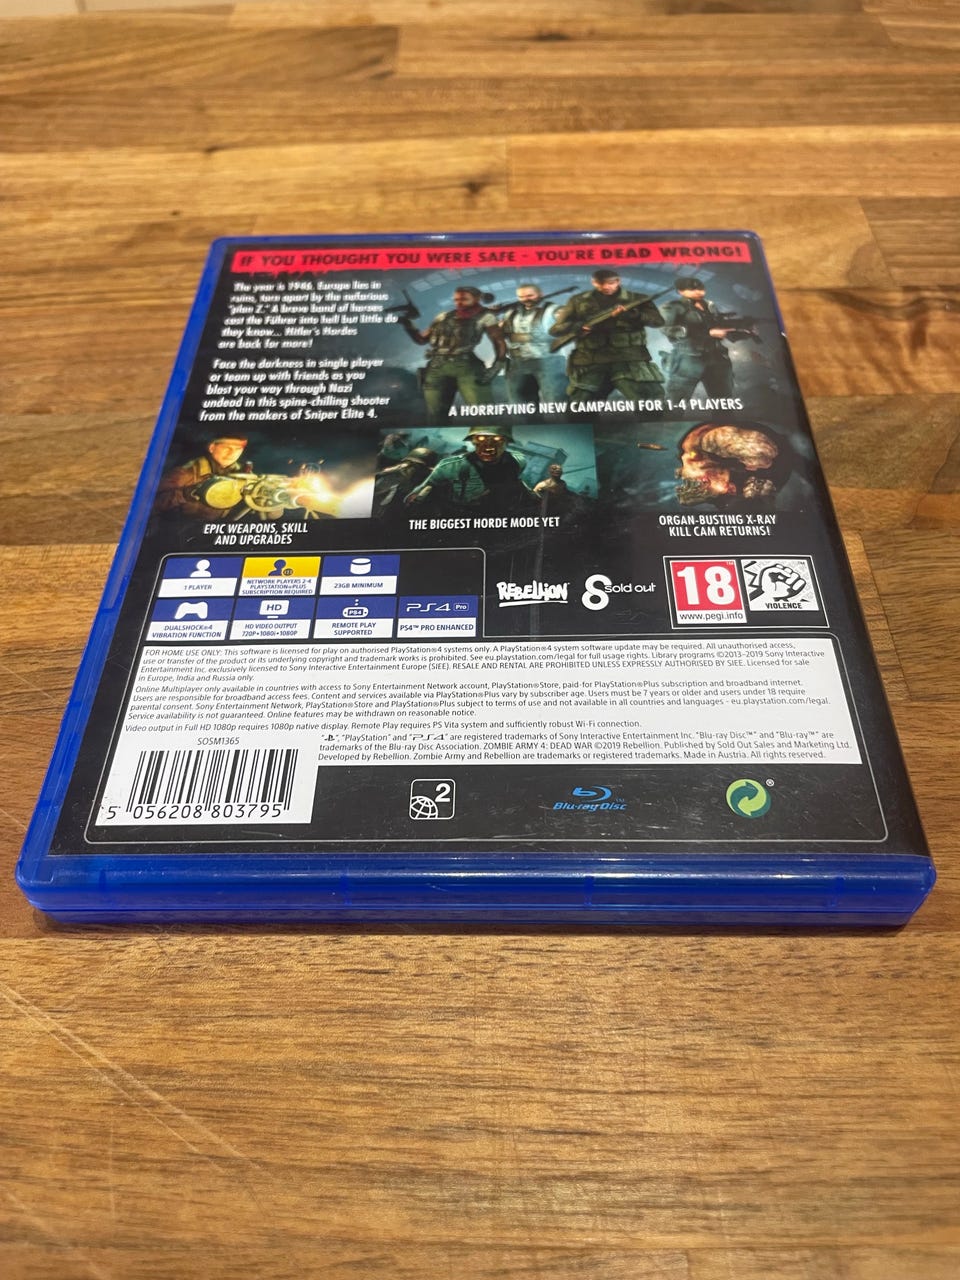 IF YOU THOUGHT YOU WERE SAFE - YOU'RE DEAD WRONG!
The year is 1946, Europe lies in
ruins, torn apart by the notorious
"plan Z." A brave band of heroes
cast the Führer into hell but little do
they know... Hitler's Hordes
are back for more!
Face the darkness in single player
or team up with friends as you
blast your way through Nazi
undead in this spine-chilling shooter
from the makers of Sniper Elite 4.
A HORRIFYING NEW CAMPAIGN FOR 1-4 PLAYERS
EPIC WEAPONS, SKILL
AND UPGRADES
THE BIGGEST HORDE MODE YET
ORGAN-BUSTING X-RAY
KILL CAM RETURNS!
1 PLAYER
NETWORK PLAYERS 2-4
PLAYSTATION®PLUS
SUBSCRIPTION REQUIRED
23GB MINIMUM
DUALSHOCK®4
VIBRATION FUNCTION
HD
HD VIDEO OUTPUT
720P•1080i•1080P
PS4
REMOTE PLAY
SUPPORTED
PS4 Pro
PS4™ PRO ENHANCED
REBELLION
sold out
18
www.pegi.info
VIOLENCE
FOR HOME USE ONLY: This software is licensed for play on authorised PlayStation®4 systems only. A PlayStation®4 system software update may be required. All unauthorised access,
use or transfer of the product or its underlying copyright and trademark works is prohibited. See eu.playstation.com/legal for full usage rights. Library programs ©2013-2019 Sony Interactive
Entertainment Inc. exclusively licensed to Sony Interactive Entertainment Europe (SIEE). RESALE AND RENTAL ARE PROHIBITED UNLESS EXPRESSLY AUTHORISED BY SIEE. Licensed for sale
in Europe, India and Russia only.
Online Multiplayer only available in countries with access to Sony Entertainment Network account, PlayStation®Store, paid-for PlayStation®Plus subscription and broadband internet.
Users are responsible for broadband access fees. Content and services available via PlayStation®Plus vary by subscriber age. Users must be 7 years or older and users under 18 require
parental consent. Sony Entertainment Network, PlayStation®Store and PlayStation®Plus subject to terms of use and not available in all countries and languages - eu.playstation.com/legal.
Service availability is not guaranteed. Online features may be withdrawn on reasonable notice.
Video output in Full HD 1080p requires 1080p native display. Remote Play requires PS Vita system and sufficiently robust Wi-Fi connection.
SOSM1365
"PS", "PlayStation" and "PS4" are registered trademarks of Sony Interactive Entertainment Inc. "Blu-ray Disc™" and "Blu-ray™" are
trademarks of the Blu-ray Disc Association. ZOMBIE ARMY 4: DEAD WAR ©2019 Rebellion. Published by Sold Out Sales and Marketing Ltd.
Developed by Rebellion. Zombie Army and Rebellion are trademarks or registered trademarks. Made in Austria. All rights reserved.
5 056208 803795
2
Blu-ray Disc™
®